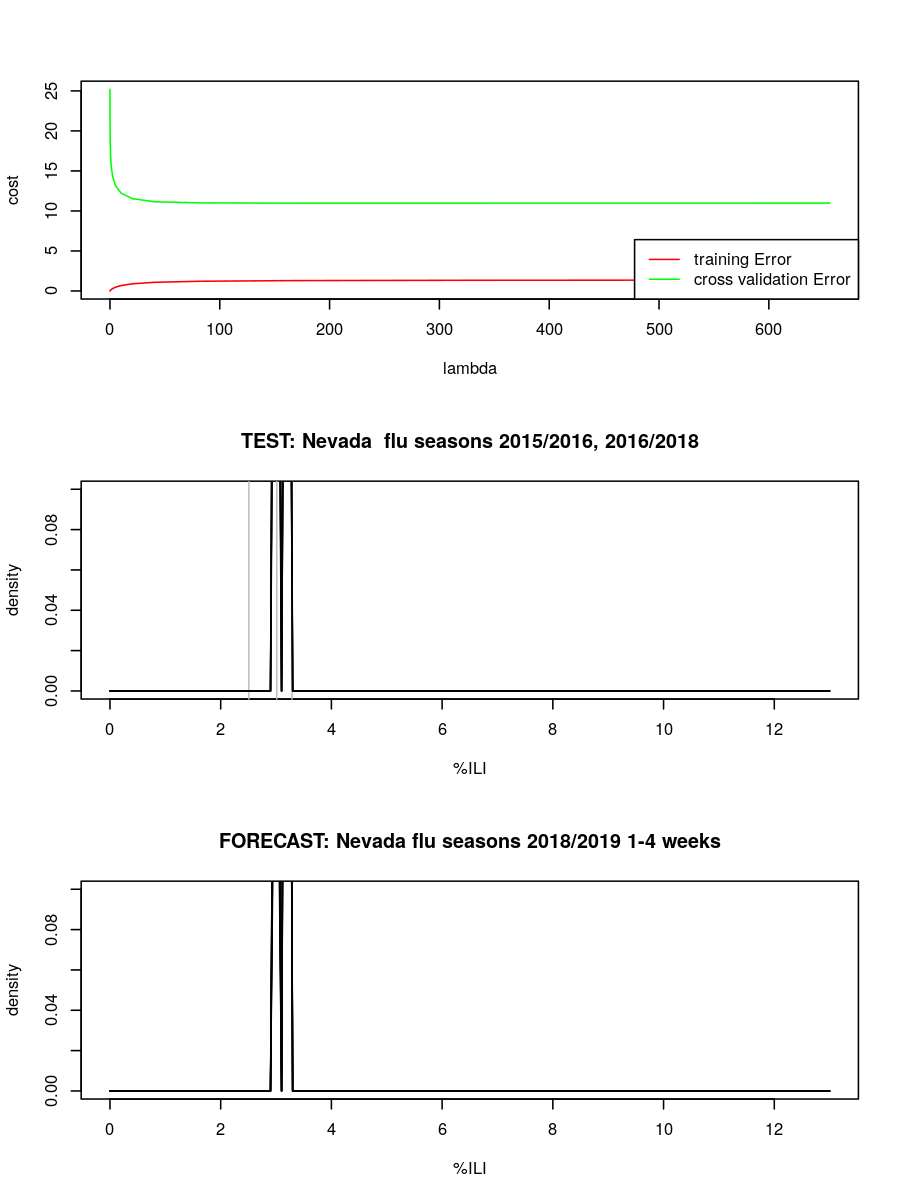 25
20
15
10
5
0
cost
training Error
cross validation Error
0 100 200 300 400 500 600
lambda
TEST: Nevada  flu seasons 2015/2016, 2016/2018
0.08
0.04
0.00
density
0 2 4 6 8 10 12
%ILI
FORECAST: Nevada flu seasons 2018/2019 1-4 weeks
0.08
0.04
0.00
density
0 2 4 6 8 10 12
%ILI